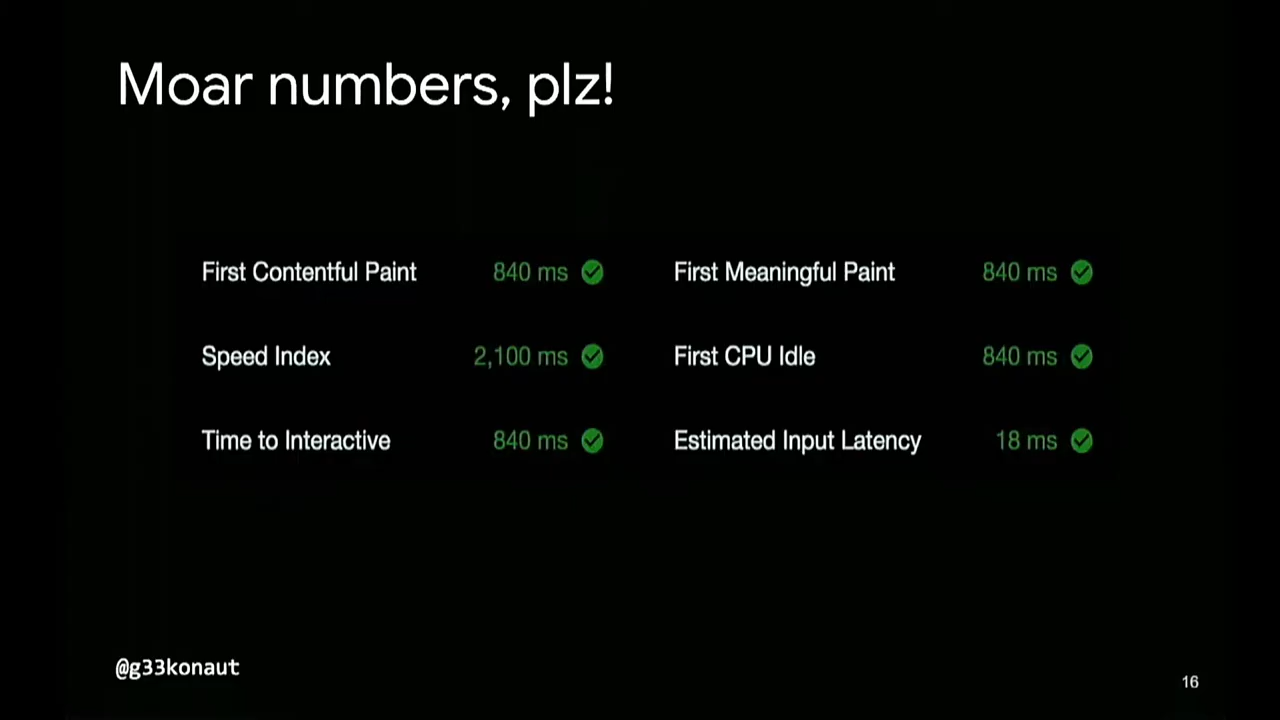 Moar numbers, plz!
First Contentful Paint 840 ms First Meaningful Paint 840 ms
Speed Index 2,100 ms First CPU Idle 840 ms
Time to Interactive 840 ms Estimated Input Latency 18 ms
@g33konaut
16